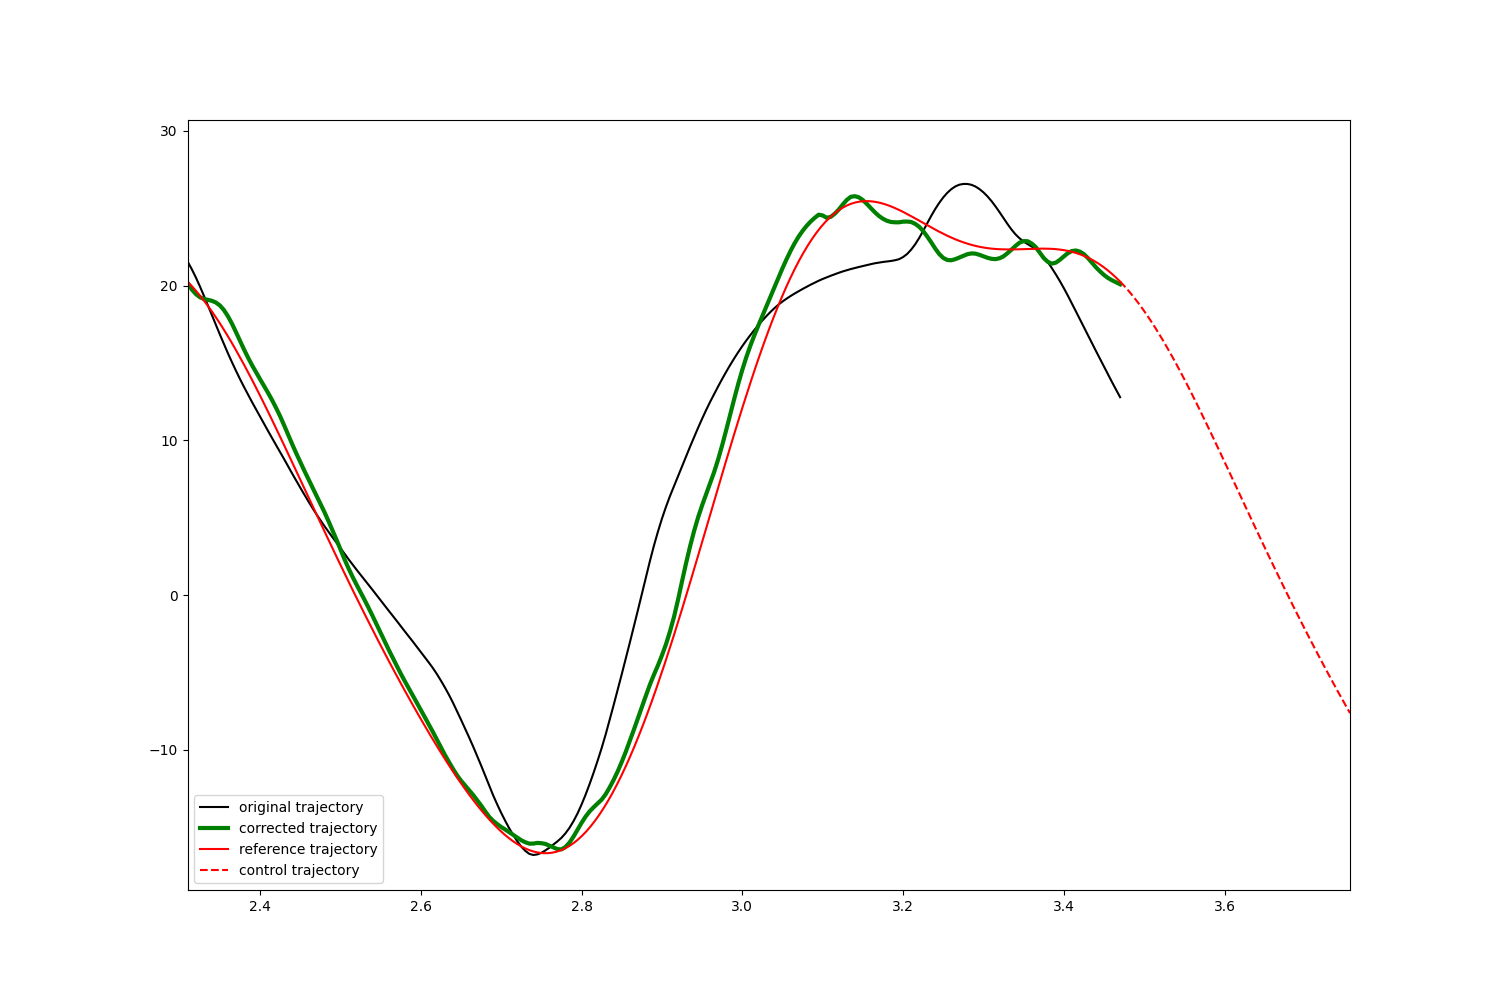 30
20
10
0
−10
original trajectory
corrected trajectory
reference trajectory
control trajectory
2.4 2.6 2.8 3.0 3.2 3.4 3.6